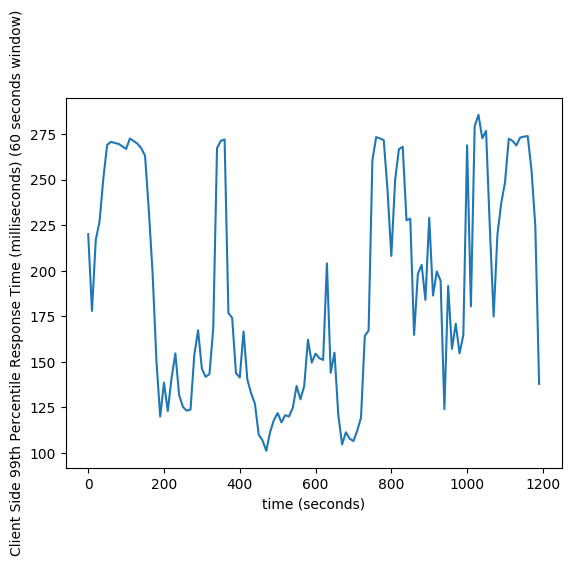 Client Side 99th Percentile Response Time (milliseconds) (60 seconds window)
275
250
225
200
175
150
125
100
0 200 400 600 800 1000 1200
time (seconds)